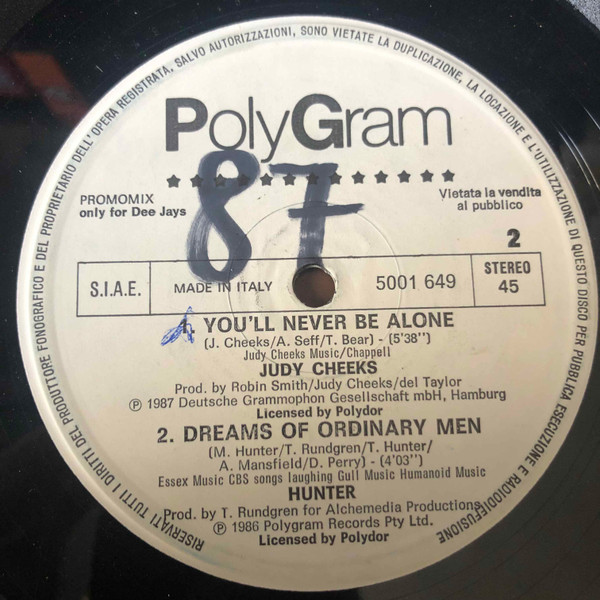 RISERVATI TUTTI I DIRITTI DEL PRODUTTORE FONOGRAFICO E DEL PROPRIETARIO DELL'OPERA REGISTRATA. SALVO AUTORIZZAZIONI, SONO VIETATE LA DUPLICAZIONE, LA LOCAZIONE E L'UTILIZZAZIONE DI QUESTO DISCO PER PUBBLICA ESECUZIONE E RADIODIFFUSIONE
PolyGram
87
PROMOMIX
only for Dee Jays
Vietata la vendita
al pubblico
2
S.I.A.E. MADE IN ITALY 5001 649 STEREO
45
1. YOU'LL NEVER BE ALONE
(J. Cheeks/A. Seff/T. Bear) - (5'38'')
Judy Cheeks Music/Chappell
JUDY CHEEKS
Prod. by Robin Smith/Judy Cheeks/del Taylor
℗ 1987 Deutsche Grammophon Gesellschaft mbH, Hamburg
Licensed by Polydor
2. DREAMS OF ORDINARY MEN
(M. Hunter/T. Rundgren/T. Hunter/
A. Mansfield/D. Perry) - (4'03'')
Essex Music CBS songs laughing Gull Music Humanoid Music
HUNTER
Prod. by T. Rundgren for Alchemedia Productions
℗ 1986 Polygram Records Pty Ltd.
Licensed by Polydor